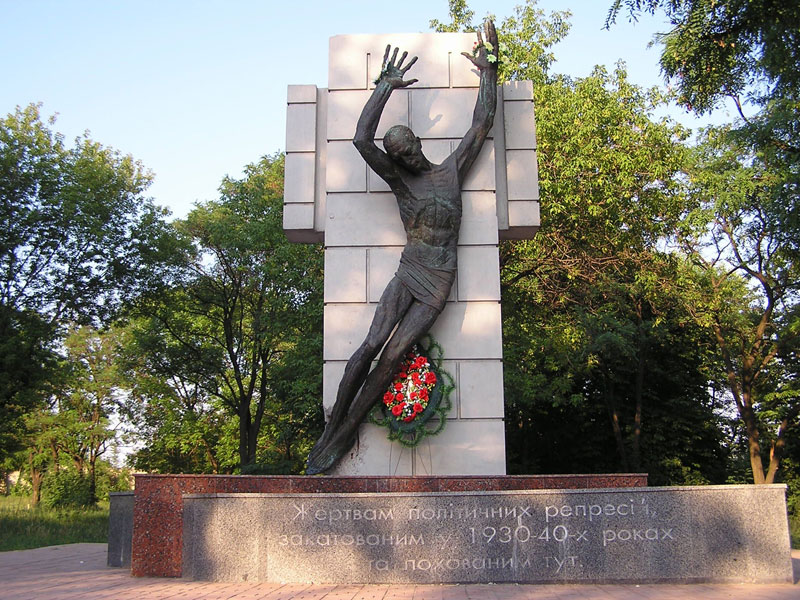 Жертвам політичних репресій,
закатованим у 1930-40-х роках
та похованим тут.